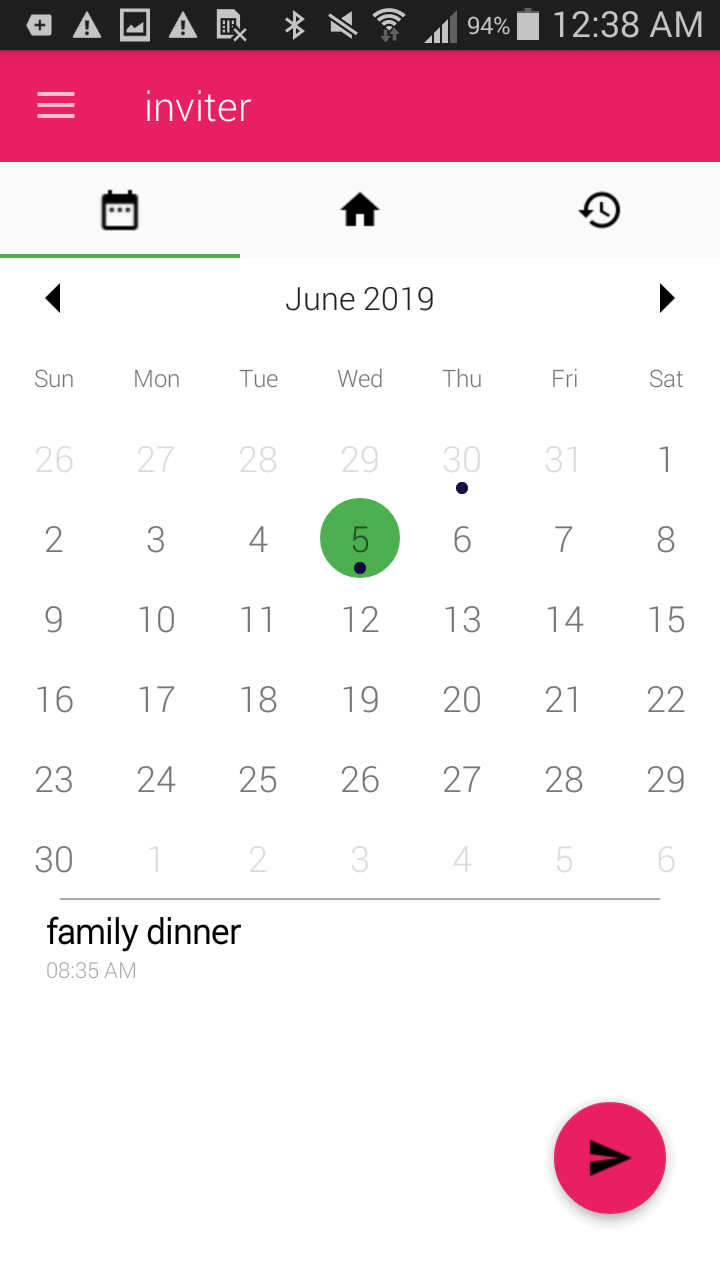 94% 12:38 AM
inviter
June 2019
Sun Mon Tue Wed Thu Fri Sat
26 27 28 29 30 31 1
2 3 4 5 6 7 8
9 10 11 12 13 14 15
16 17 18 19 20 21 22
23 24 25 26 27 28 29
30 1 2 3 4 5 6
family dinner
08:35 AM